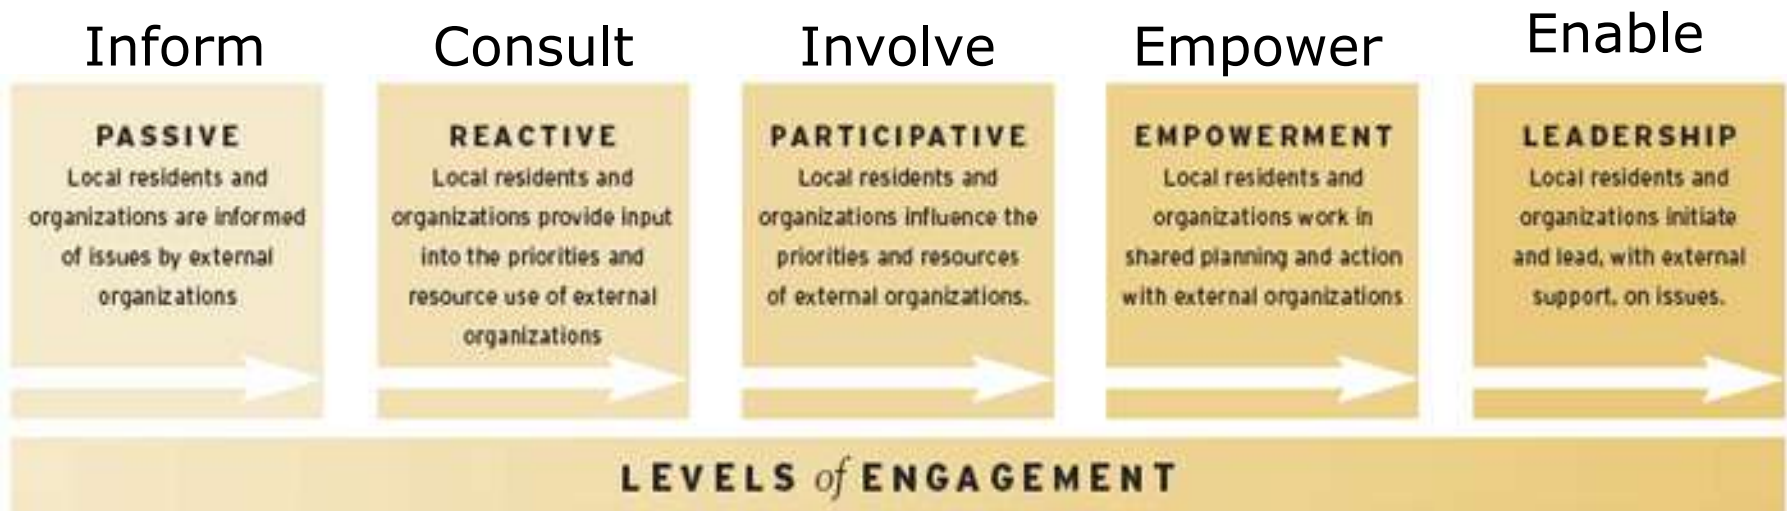 Inform
PASSIVE
Local residents and
organizations are informed
of issues by external
organizations
Consult
REACTIVE
Local residents and
organizations provide input
into the priorities and
resource use of external
organizations
Involve
PARTICIPATIVE
Local residents and
organizations influence the
priorities and resources
of external organizations.
Empower
EMPOWERMENT
Local residents and
organizations work in
shared planning and action
with external organizations
Enable
LEADERSHIP
Local residents and
organizations initiate
and lead, with external
support, on issues.
LEVELS of ENGAGEMENT